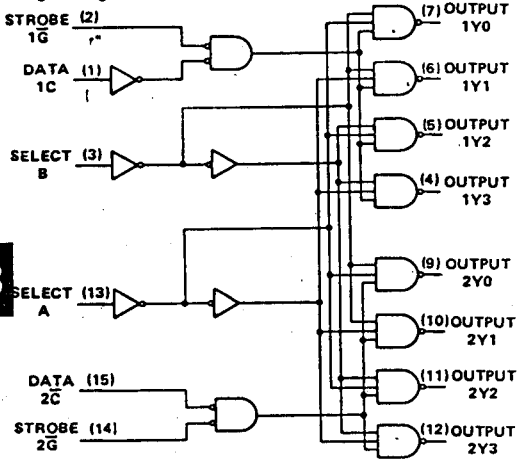 STROBE (2)
1G̅
DATA (1)
1C
SELECT (3)
B
SELECT (13)
A
DATA (15)
2C̅
STROBE (14)
2G̅
(7) OUTPUT
1Y0
(6) OUTPUT
1Y1
(5) OUTPUT
1Y2
(4) OUTPUT
1Y3
(9) OUTPUT
2Y0
(10) OUTPUT
2Y1
(11) OUTPUT
2Y2
(12) OUTPUT
2Y3